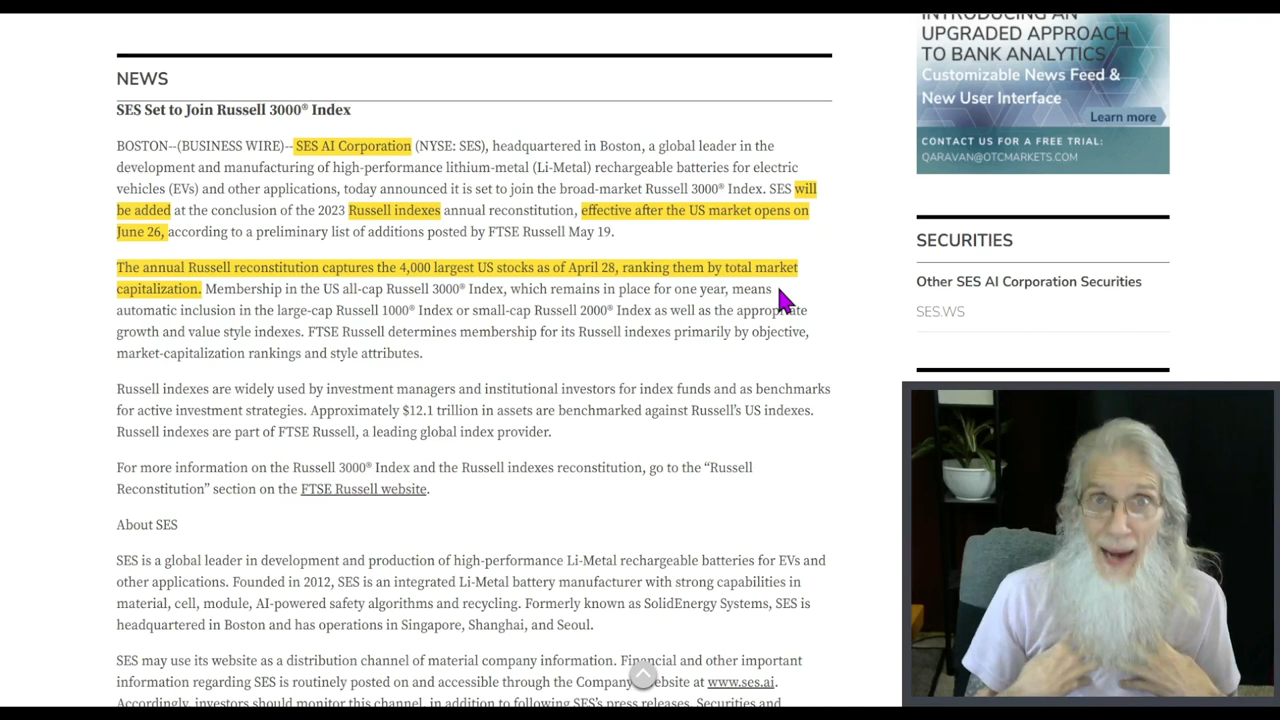 NEWS
SES Set to Join Russell 3000® Index
BOSTON--(BUSINESS WIRE)--SES AI Corporation (NYSE: SES), headquartered in Boston, a global leader in the
development and manufacturing of high-performance lithium-metal (Li-Metal) rechargeable batteries for electric
vehicles (EVs) and other applications, today announced it is set to join the broad-market Russell 3000® Index. SES will
be added at the conclusion of the 2023 Russell indexes annual reconstitution, effective after the US market opens on
June 26, according to a preliminary list of additions posted by FTSE Russell May 19.
The annual Russell reconstitution captures the 4,000 largest US stocks as of April 28, ranking them by total market
capitalization. Membership in the US all-cap Russell 3000® Index, which remains in place for one year, means
automatic inclusion in the large-cap Russell 1000® Index or small-cap Russell 2000® Index as well as the appropriate
growth and value style indexes. FTSE Russell determines membership for its Russell indexes primarily by objective,
market-capitalization rankings and style attributes.
Russell indexes are widely used by investment managers and institutional investors for index funds and as benchmarks
for active investment strategies. Approximately $12.1 trillion in assets are benchmarked against Russell's US indexes.
Russell indexes are part of FTSE Russell, a leading global index provider.
For more information on the Russell 3000® Index and the Russell indexes reconstitution, go to the “Russell
Reconstitution” section on the FTSE Russell website.
About SES
SES is a global leader in development and production of high-performance Li-Metal rechargeable batteries for EVs and
other applications. Founded in 2012, SES is an integrated Li-Metal battery manufacturer with strong capabilities in
material, cell, module, AI-powered safety algorithms and recycling. Formerly known as SolidEnergy Systems, SES is
headquartered in Boston and has operations in Singapore, Shanghai, and Seoul.
SES may use its website as a distribution channel of material company information. Financial and other important
information regarding SES is routinely posted on and accessible through the Company website at www.ses.ai.
Accordingly, investors should monitor this channel, in addition to following SES's press releases, Securities and
INTRODUCING AN
UPGRADED APPROACH
TO BANK ANALYTICS
Customizable News Feed &
New User Interface
Learn more
CONTACT US FOR A FREE TRIAL:
QARAVAN@OTCMARKETS.COM
SECURITIES
Other SES AI Corporation Securities
SES.WS